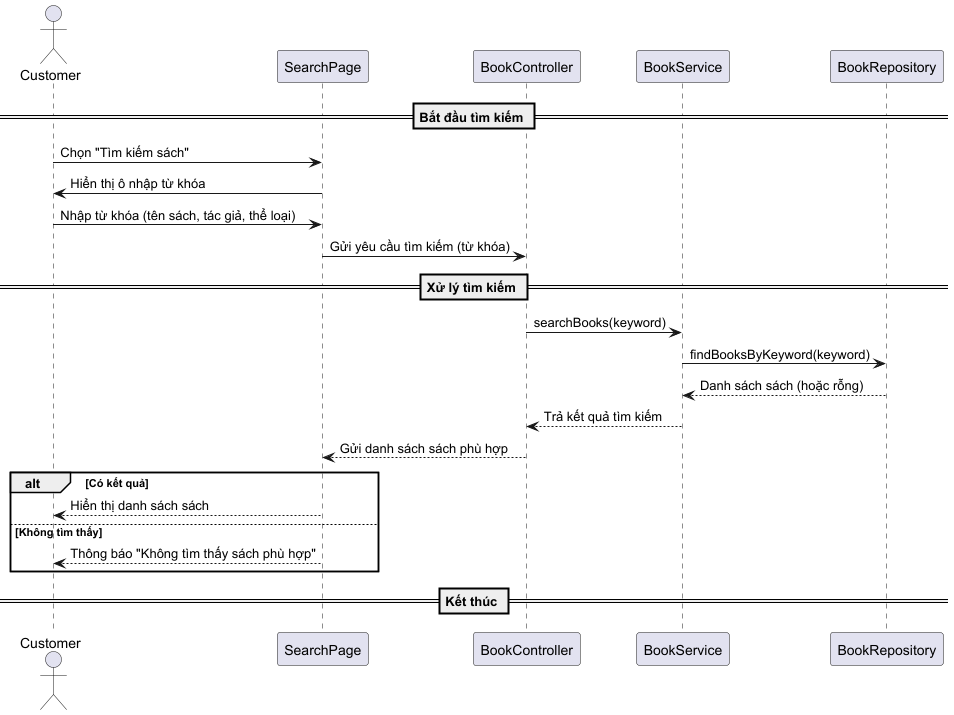 Customer
SearchPage
BookController
BookService
BookRepository
Bắt đầu tìm kiếm
Chọn "Tìm kiếm sách"
Hiển thị ô nhập từ khóa
Nhập từ khóa (tên sách, tác giả, thể loại)
Gửi yêu cầu tìm kiếm (từ khóa)
Xử lý tìm kiếm
searchBooks(keyword)
findBooksByKeyword(keyword)
Danh sách sách (hoặc rỗng)
Trả kết quả tìm kiếm
Gửi danh sách sách phù hợp
alt [Có kết quả]
Hiển thị danh sách sách
[Không tìm thấy]
Thông báo "Không tìm thấy sách phù hợp"
Kết thúc
Customer
SearchPage
BookController
BookService
BookRepository